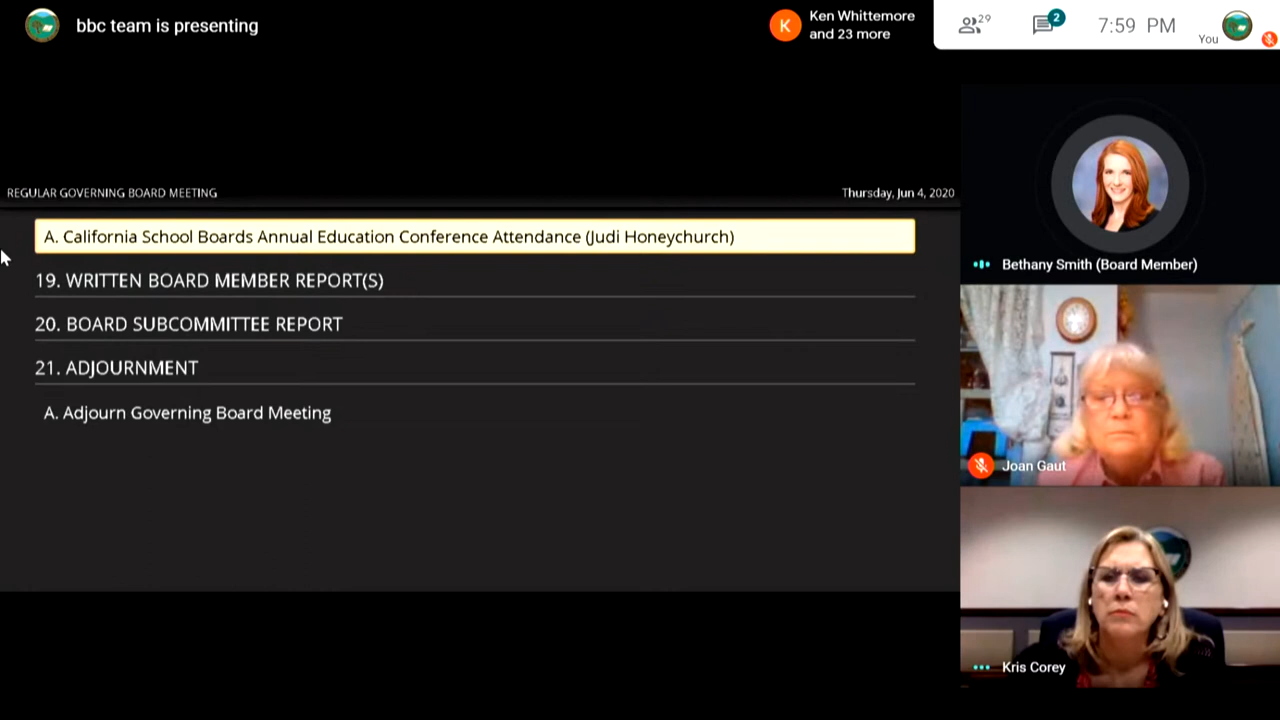 bbc team is presenting
K
Ken Whittemore
and 23 more
29
2
7:59 PM
You
REGULAR GOVERNING BOARD MEETING
Thursday, Jun 4, 2020
A. California School Boards Annual Education Conference Attendance (Judi Honeychurch)
19. WRITTEN BOARD MEMBER REPORT(S)
20. BOARD SUBCOMMITTEE REPORT
21. ADJOURNMENT
A. Adjourn Governing Board Meeting
Bethany Smith (Board Member)
Joan Gaut
Kris Corey